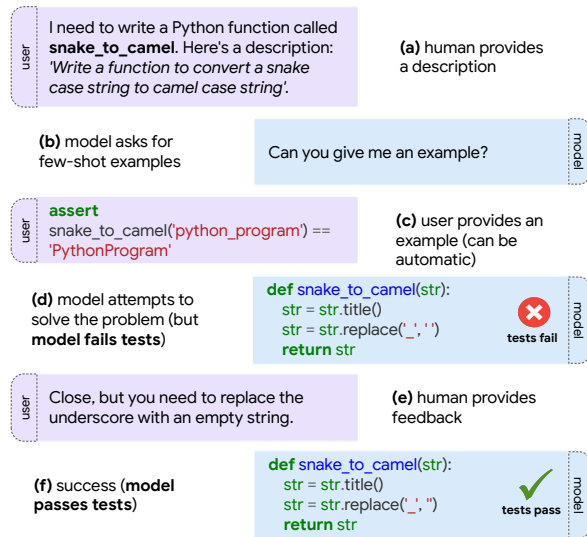 user
I need to write a Python function called
snake_to_camel. Here's a description:
'Write a function to convert a snake
case string to camel case string'.
(a) human provides
a description
(b) model asks for
few-shot examples
Can you give me an example?
model
user
assert
snake_to_camel('python_program') ==
'PythonProgram'
(c) user provides an
example (can be
automatic)
(d) model attempts to
solve the problem (but
model fails tests)
def snake_to_camel(str):
str = str.title()
str = str.replace('_', ' ')
return str
tests fail
model
user
Close, but you need to replace the
underscore with an empty string.
(e) human provides
feedback
(f) success (model
passes tests)
def snake_to_camel(str):
str = str.title()
str = str.replace('_', '')
return str
tests pass
model